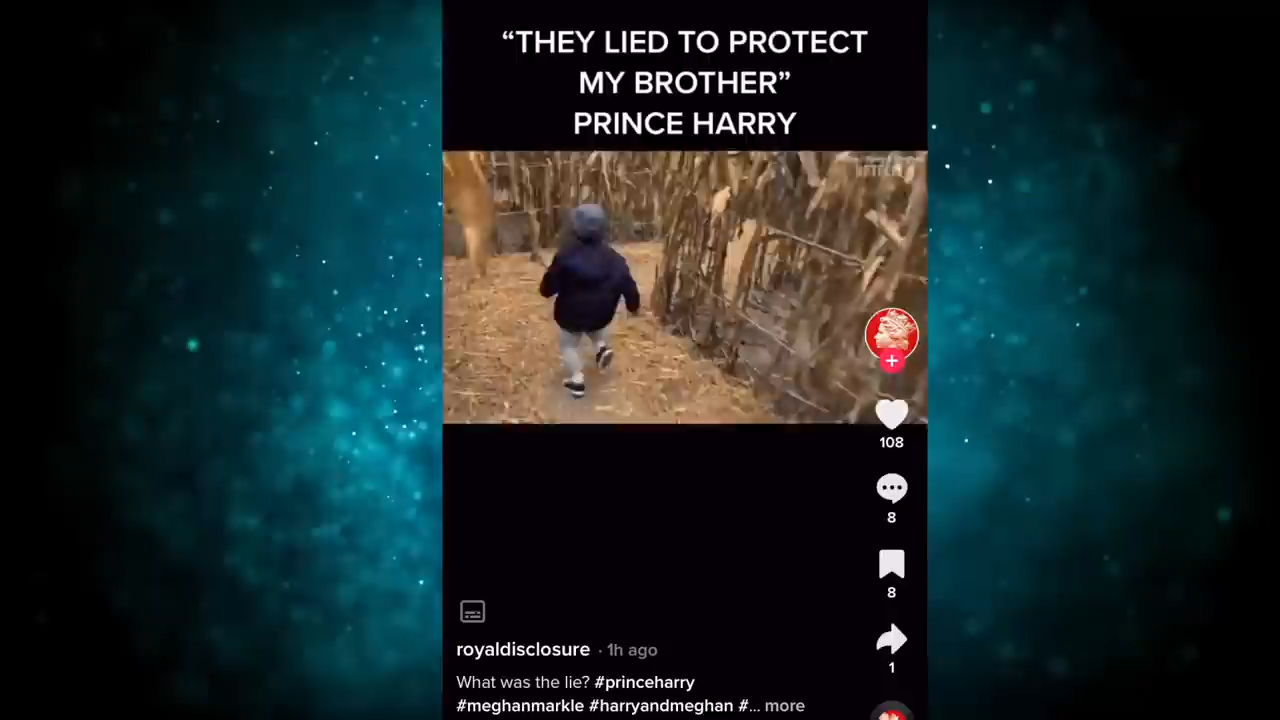 “THEY LIED TO PROTECT
MY BROTHER”
PRINCE HARRY
108
8
8
1
royaldisclosure · 1h ago
What was the lie? #princeharry
#meghanmarkle #harryandmeghan #... more